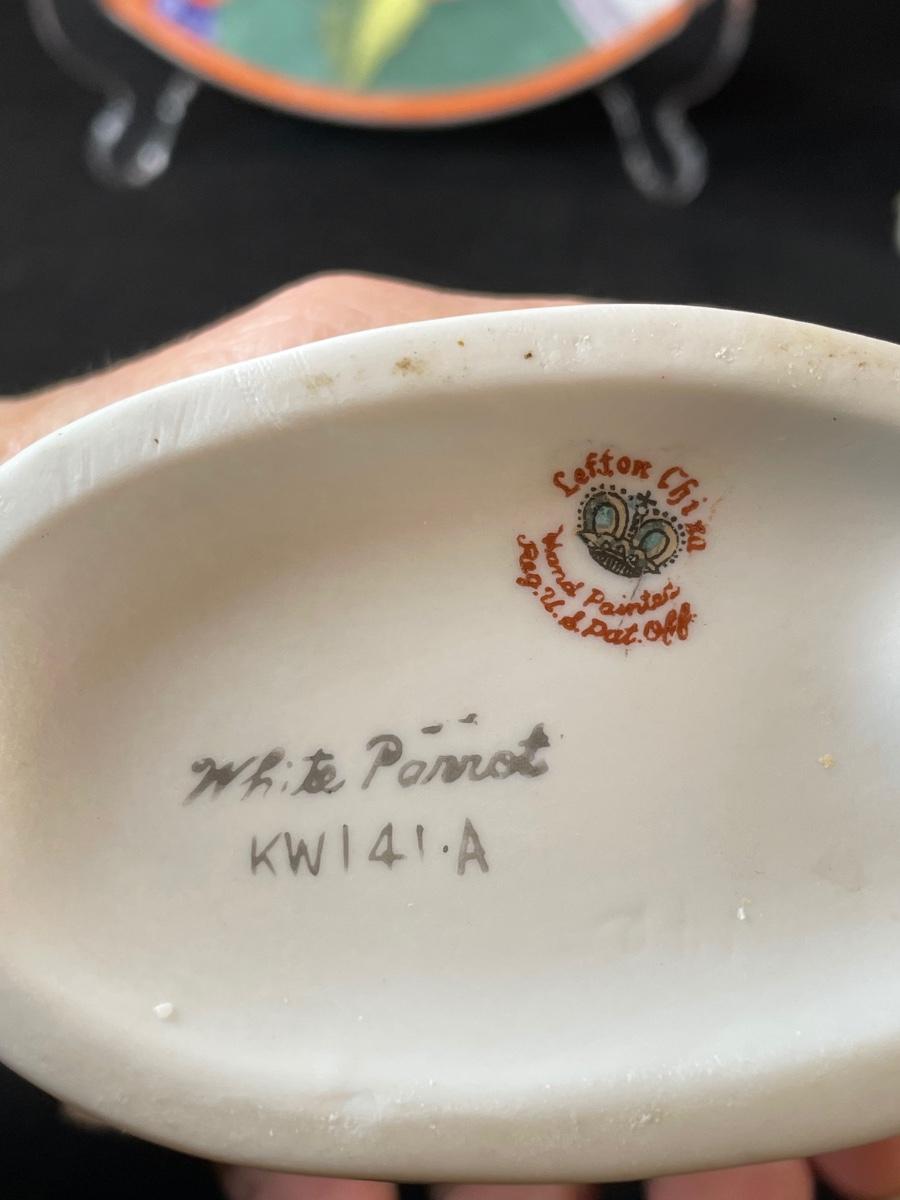 Lefton China
Hand Painted
Reg. U.S. Pat. Off.
White Parrot
KW141.A